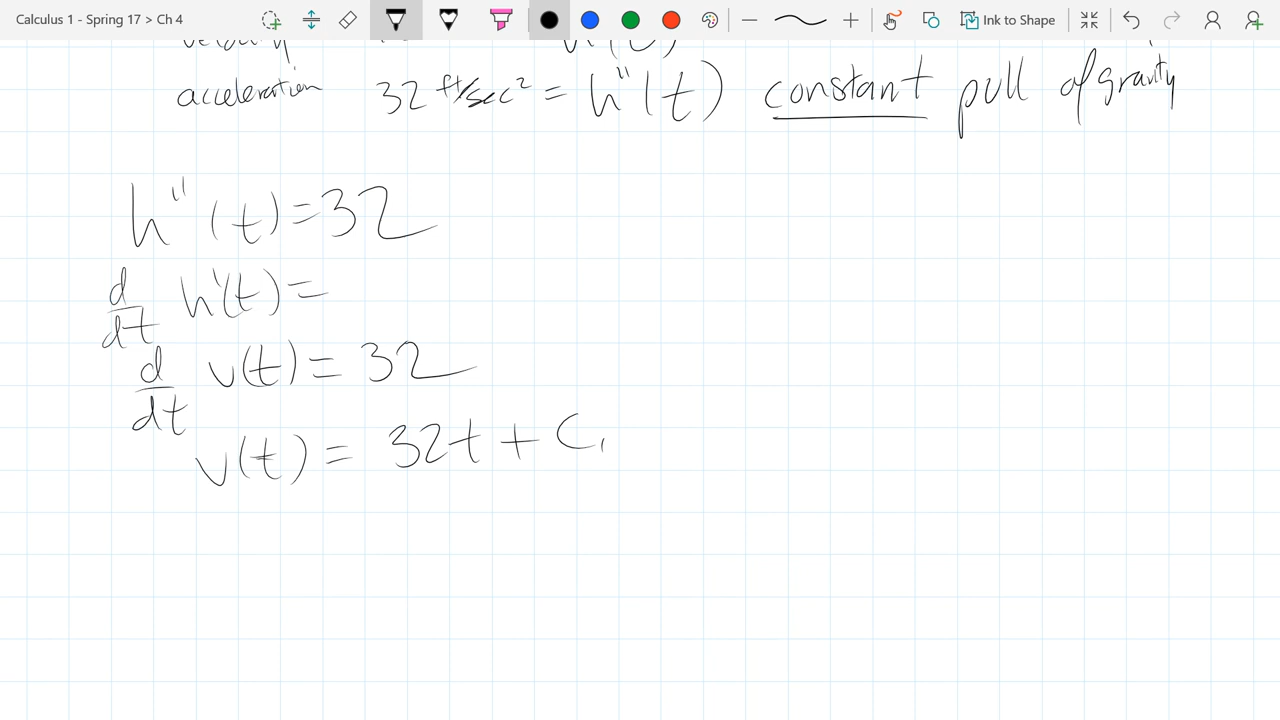 Calculus 1 - Spring 17 > Ch 4
Ink to Shape
velocity
acceleration 32 ft/sec² = h"(t) constant pull of gravity
h"(t)=32
d/dt h'(t)=
d/dt v(t) = 32
v(t) = 32t + C₁